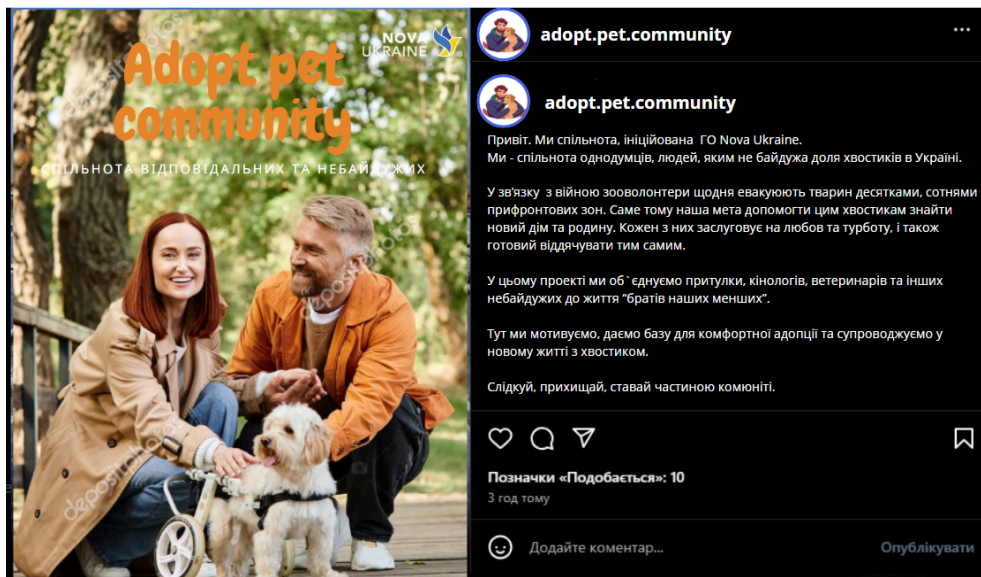 Adopt pet
community
NOVA
UKRAINE
СПІЛЬНОТА ВІДПОВІДАЛЬНИХ ТА НЕБАЙДУЖИХ
depositphotos
depositphotos
depositphotos
depositphotos
adopt.pet.community
adopt.pet.community
Привіт. Ми спільнота, ініційована ГО Nova Ukraine.
Ми - спільнота однодумців, людей, яким не байдужа доля хвостиків в Україні.
У зв'язку з війною зооволонтери щодня евакуюють тварин десятками, сотнями
прифронтових зон. Саме тому наша мета допомогти цим хвостикам знайти
новий дім та родину. Кожен з них заслуговує на любов та турботу, і також
готовий віддячувати тим самим.
У цьому проекті ми об`єднуємо притулки, кінологів, ветеринарів та інших
небайдужих до життя "братів наших менших".
Тут ми мотивуємо, даємо базу для комфортної адопції та супроводжуємо у
новому житті з хвостиком.
Слідкуй, прихищай, ставай частиною комюніті.
Позначки «Подобається»: 10
3 год тому
Додайте коментар...
Опублікувати